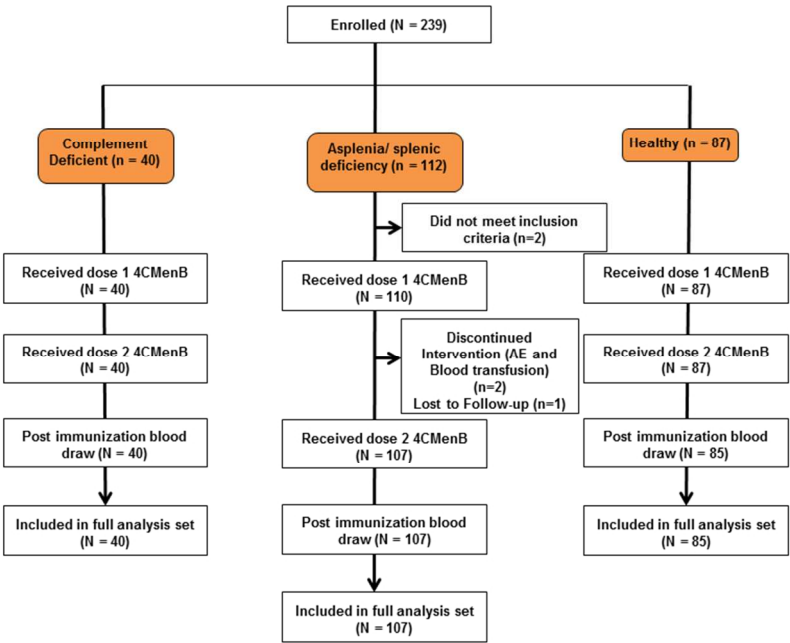 Enrolled (N = 239)
Complement
Deficient (n = 40)
Asplenia/ splenic
deficiency (n = 112)
Healthy (n – 87)
Did not meet inclusion
criteria (n=2)
Received dose 1 4CMenB
(N = 40)
Received dose 1 4CMenB
(N = 110)
Received dose 1 4CMenB
(N = 87)
Discontinued
Intervention (AE and
Blood transfusion)
(n=2)
Lost to Follow-up (n=1)
Received dose 2 4CMenB
(N = 40)
Received dose 2 4CMenB
(N = 87)
Post immunization blood
draw (N = 40)
Received dose 2 4CMenB
(N = 107)
Post immunization blood
draw (N = 85)
Included in full analysis set
(N = 40)
Post immunization blood
draw (N = 107)
Included in full analysis set
(N = 85)
Included in full analysis set
(N = 107)